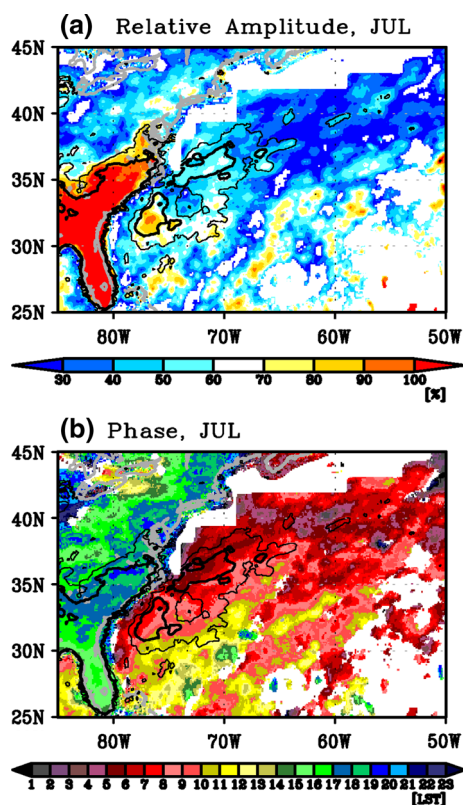 (a) Relative Amplitude, JUL
45N
40N
35N
30N
25N
80W 70W 60W 50W
30 40 50 60 70 80 90 100
[%]
(b) Phase, JUL
45N
40N
35N
30N
25N
80W 70W 60W 50W
1 2 3 4 5 6 7 8 9 10 11 12 13 14 15 16 17 18 19 20 21 22 23
[LST]